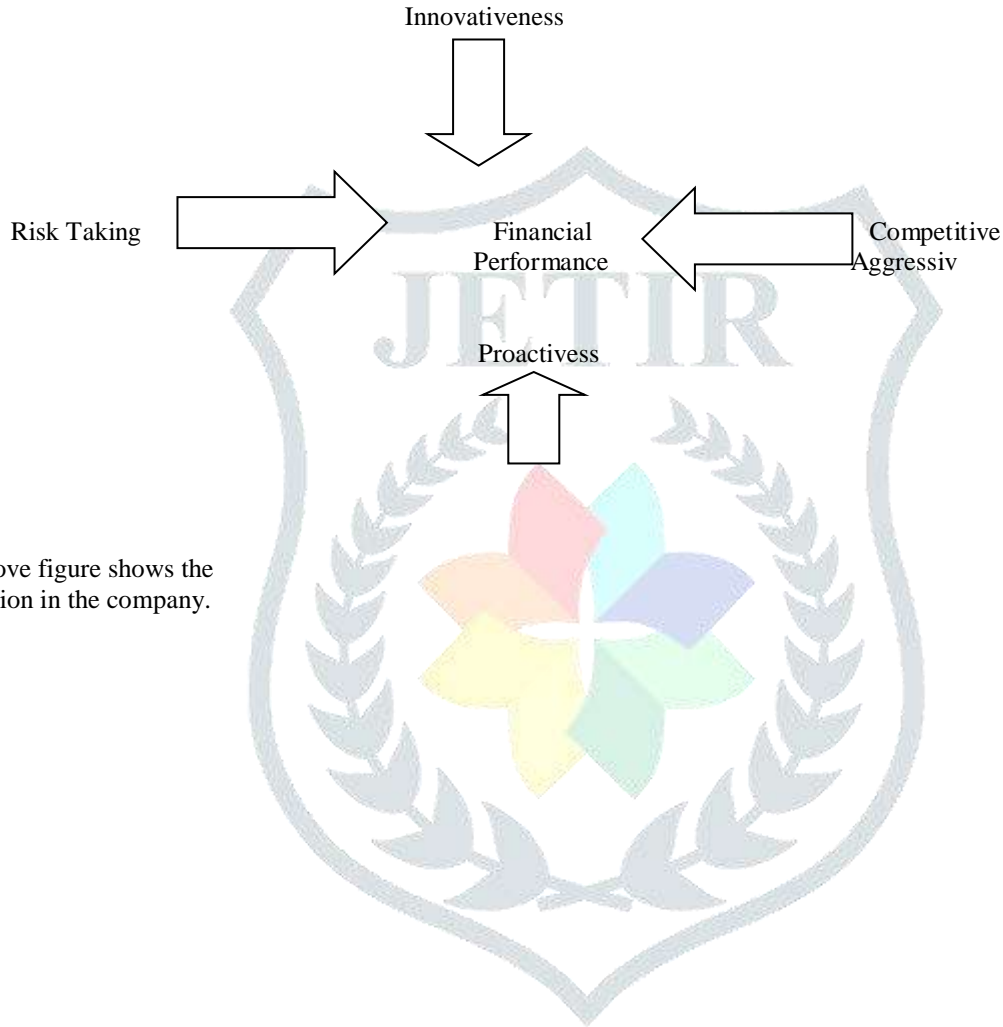 Innovativeness
Risk Taking
Financial
Performance
Competitive
Aggressiv
JETIR
Proactivess
ove figure shows the
ion in the company.